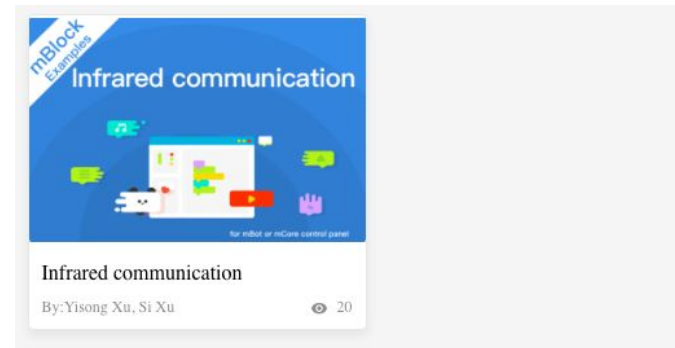 mBlock
Examples
Infrared communication
for mBot or mCore control panel
Infrared communication
By:Yisong Xu, Si Xu
20